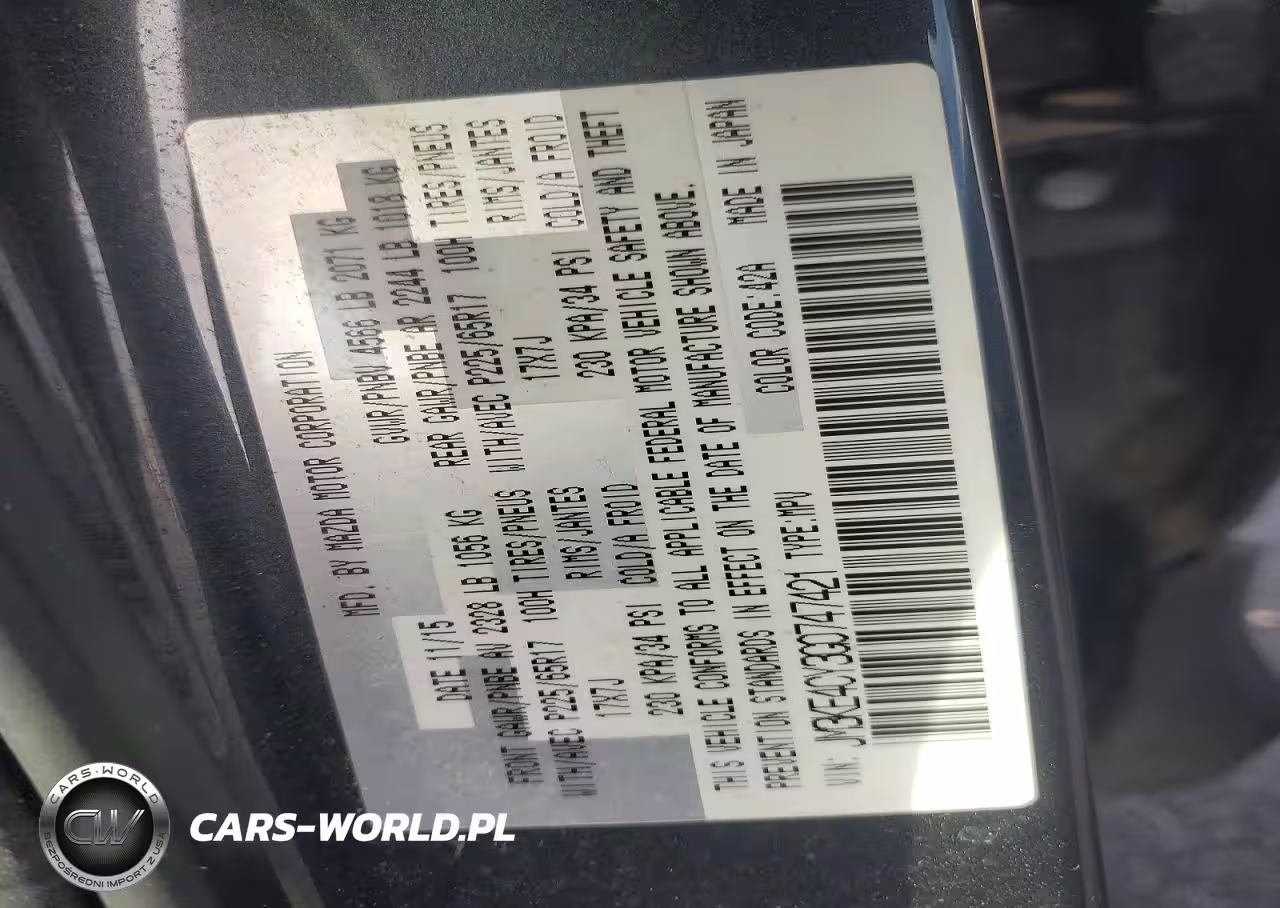 MFD. BY MAZDA MOTOR CORPORATION
DATE 11/15 GVWR/PNBV 4566 LB 2071 KG
FRONT GAWR/PNBE AV 2328 LB 1056 KG REAR GAWR/PNBE AR 2244 LB 1018 KG
WITH/AVEC P225/65R17 100H TIRES/PNEUS WITH/AVEC P225/65R17 100H TIRES/PNEUS
17X7J RIMS/JANTES 17X7J RIMS/JANTES
230 KPA/34 PSI COLD/A FROID 230 KPA/34 PSI COLD/A FROID
THIS VEHICLE CONFORMS TO ALL APPLICABLE FEDERAL MOTOR VEHICLE SAFETY AND THEFT
PREVENTION STANDARDS IN EFFECT ON THE DATE OF MANUFACTURE SHOWN ABOVE.
VIN: JM3KE4CY3G0747421 TYPE:MPV COLOR CODE:42A MADE IN JAPAN
CARS-WORLD
CW
BEZPOŚREDNI IMPORT Z USA
CARS-WORLD.PL